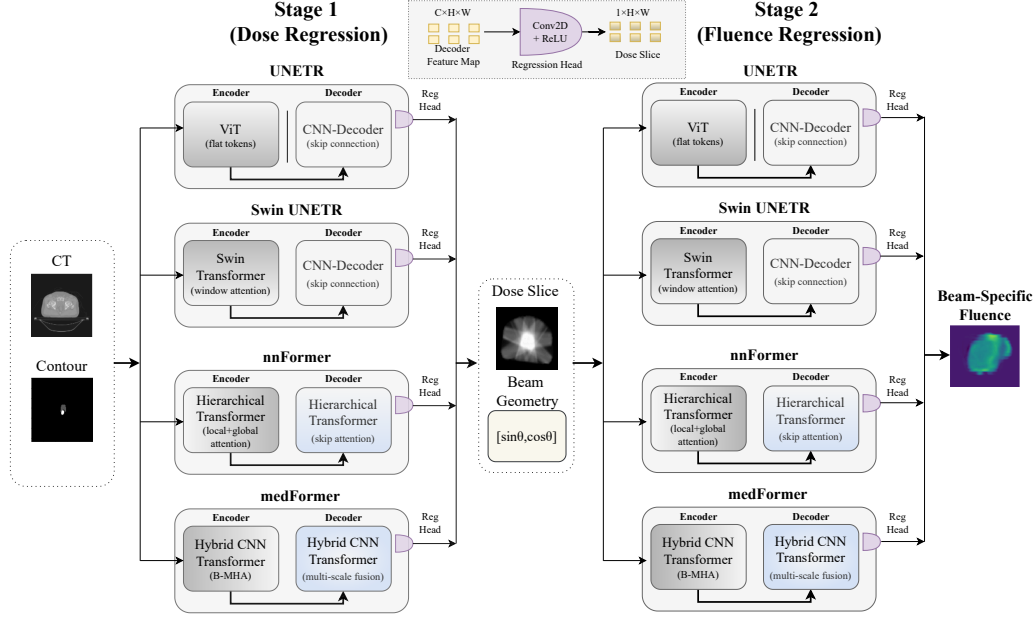 Stage 1
(Dose Regression)
C×H×W
Decoder
Feature Map
Conv2D
+ ReLU
Regression Head
1×H×W
Dose Slice
Stage 2
(Fluence Regression)
CT
Contour
UNETR
Encoder
Decoder
ViT
(flat tokens)
CNN-Decoder
(skip connection)
Reg
Head
Swin UNETR
Encoder
Decoder
Swin
Transformer
(window attention)
CNN-Decoder
(skip connection)
Reg
Head
nnFormer
Encoder
Decoder
Hierarchical
Transformer
(local+global
attention)
Hierarchical
Transformer
(skip attention)
Reg
Head
medFormer
Encoder
Decoder
Hybrid CNN
Transformer
(B-MHA)
Hybrid CNN
Transformer
(multi-scale fusion)
Reg
Head
Dose Slice
Beam
Geometry
[sinθ,cosθ]
UNETR
Encoder
Decoder
ViT
(flat tokens)
CNN-Decoder
(skip connection)
Reg
Head
Swin UNETR
Encoder
Decoder
Swin
Transformer
(window attention)
CNN-Decoder
(skip connection)
Reg
Head
nnFormer
Encoder
Decoder
Hierarchical
Transformer
(local+global
attention)
Hierarchical
Transformer
(skip attention)
Reg
Head
medFormer
Encoder
Decoder
Hybrid CNN
Transformer
(B-MHA)
Hybrid CNN
Transformer
(multi-scale fusion)
Reg
Head
Beam-Specific
Fluence